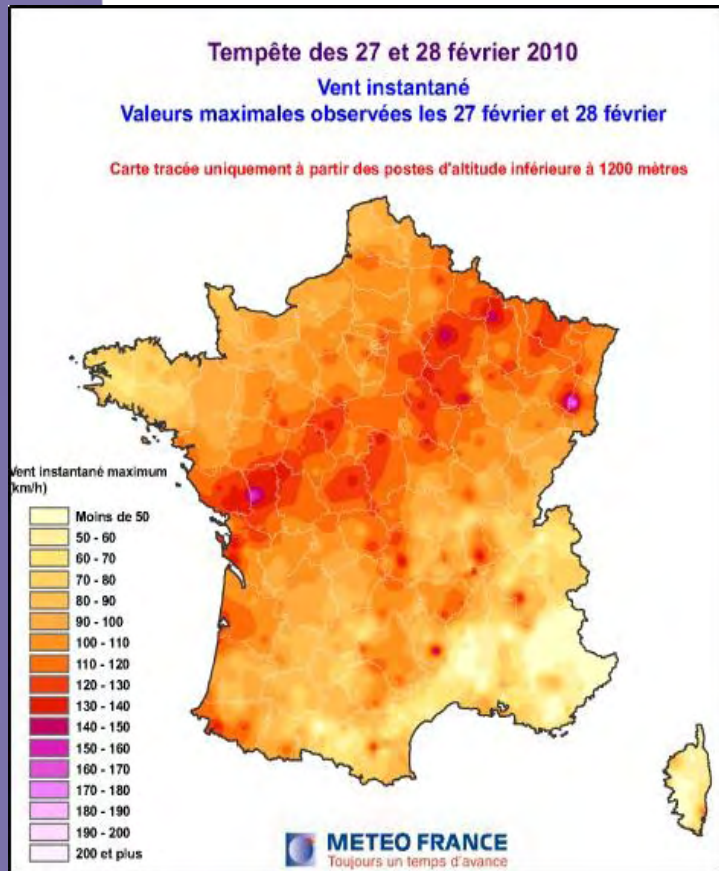 Tempête des 27 et 28 février 2010
Vent instantané
Valeurs maximales observées les 27 février et 28 février
Carte tracée uniquement à partir des postes d'altitude inférieure à 1200 mètres
Vent instantané maximum
(km/h)
Moins de 50
50 - 60
60 - 70
70 - 80
80 - 90
90 - 100
100 - 110
110 - 120
120 - 130
130 - 140
140 - 150
150 - 160
160 - 170
170 - 180
180 - 190
190 - 200
200 et plus
METEO FRANCE
Toujours un temps d'avance